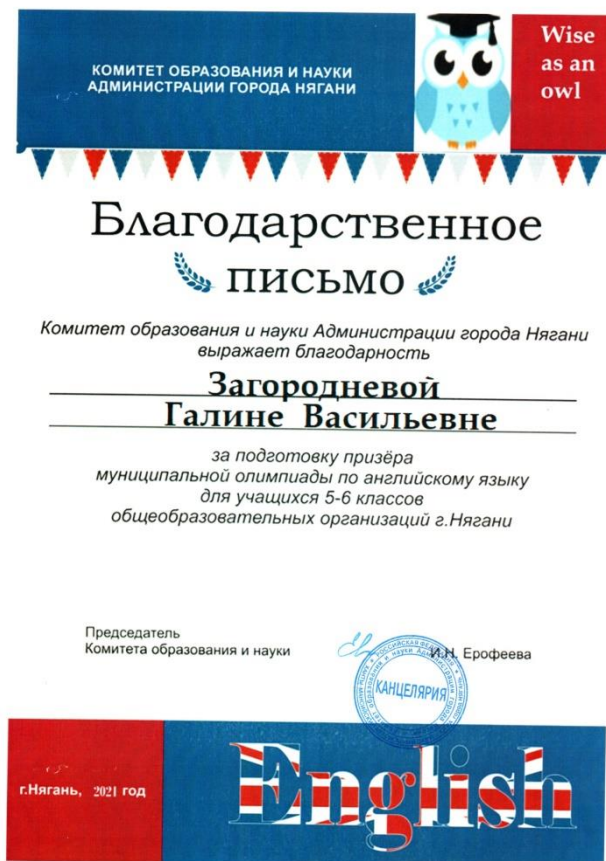 КОМИТЕТ ОБРАЗОВАНИЯ И НАУКИ
АДМИНИСТРАЦИИ ГОРОДА НЯГАНИ
Wise
as an
owl
Благодарственное
письмо
Комитет образования и науки Администрации города Нягани
выражает благодарность
Загородневой
Галине Васильевне
за подготовку призёра
муниципальной олимпиады по английскому языку
для учащихся 5-6 классов
общеобразовательных организаций г.Нягани
Председатель
Комитета образования и науки
И.Н. Ерофеева
КАНЦЕЛЯРИЯ
г.Нягань, 2021 год
English